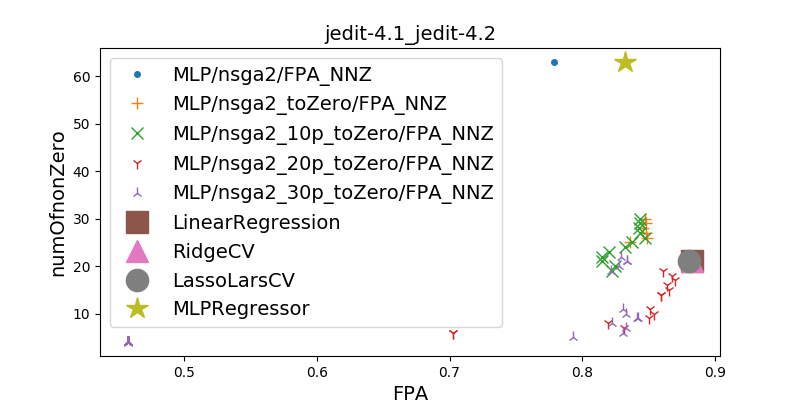 jedit-4.1_jedit-4.2
numOfnonZero
60
50
40
30
20
10
MLP/nsga2/FPA_NNZ
MLP/nsga2_toZero/FPA_NNZ
MLP/nsga2_10p_toZero/FPA_NNZ
MLP/nsga2_20p_toZero/FPA_NNZ
MLP/nsga2_30p_toZero/FPA_NNZ
LinearRegression
RidgeCV
LassoLarsCV
MLPRegressor
0.5 0.6 0.7 0.8 0.9
FPA